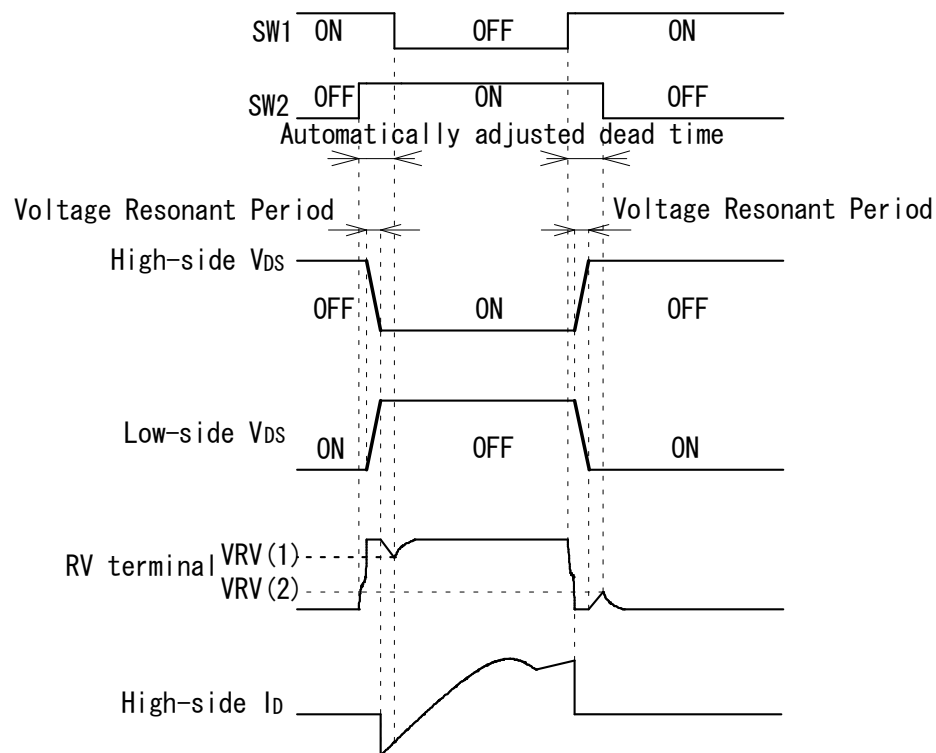 SW1 ON OFF ON
SW2 OFF ON OFF
Automatically adjusted dead time
Voltage Resonant Period Voltage Resonant Period
High-side VDS
OFF ON OFF
Low-side VDS
ON OFF ON
VRV(1)
RV terminal
VRV(2)
High-side ID